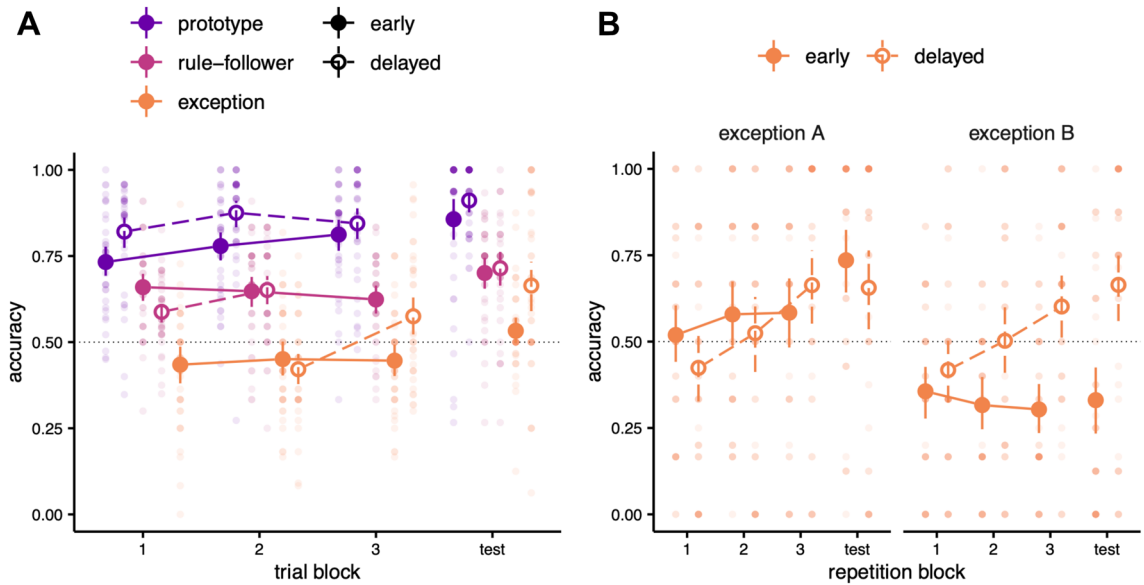 A
prototype
early
rule−follower
delayed
exception
accuracy
1.00
0.75
0.50
0.25
0.00
1
2
3
test
trial block
B
early
delayed
exception A
exception B
accuracy
1.00
0.75
0.50
0.25
0.00
1
2
3
test
1
2
3
test
repetition block